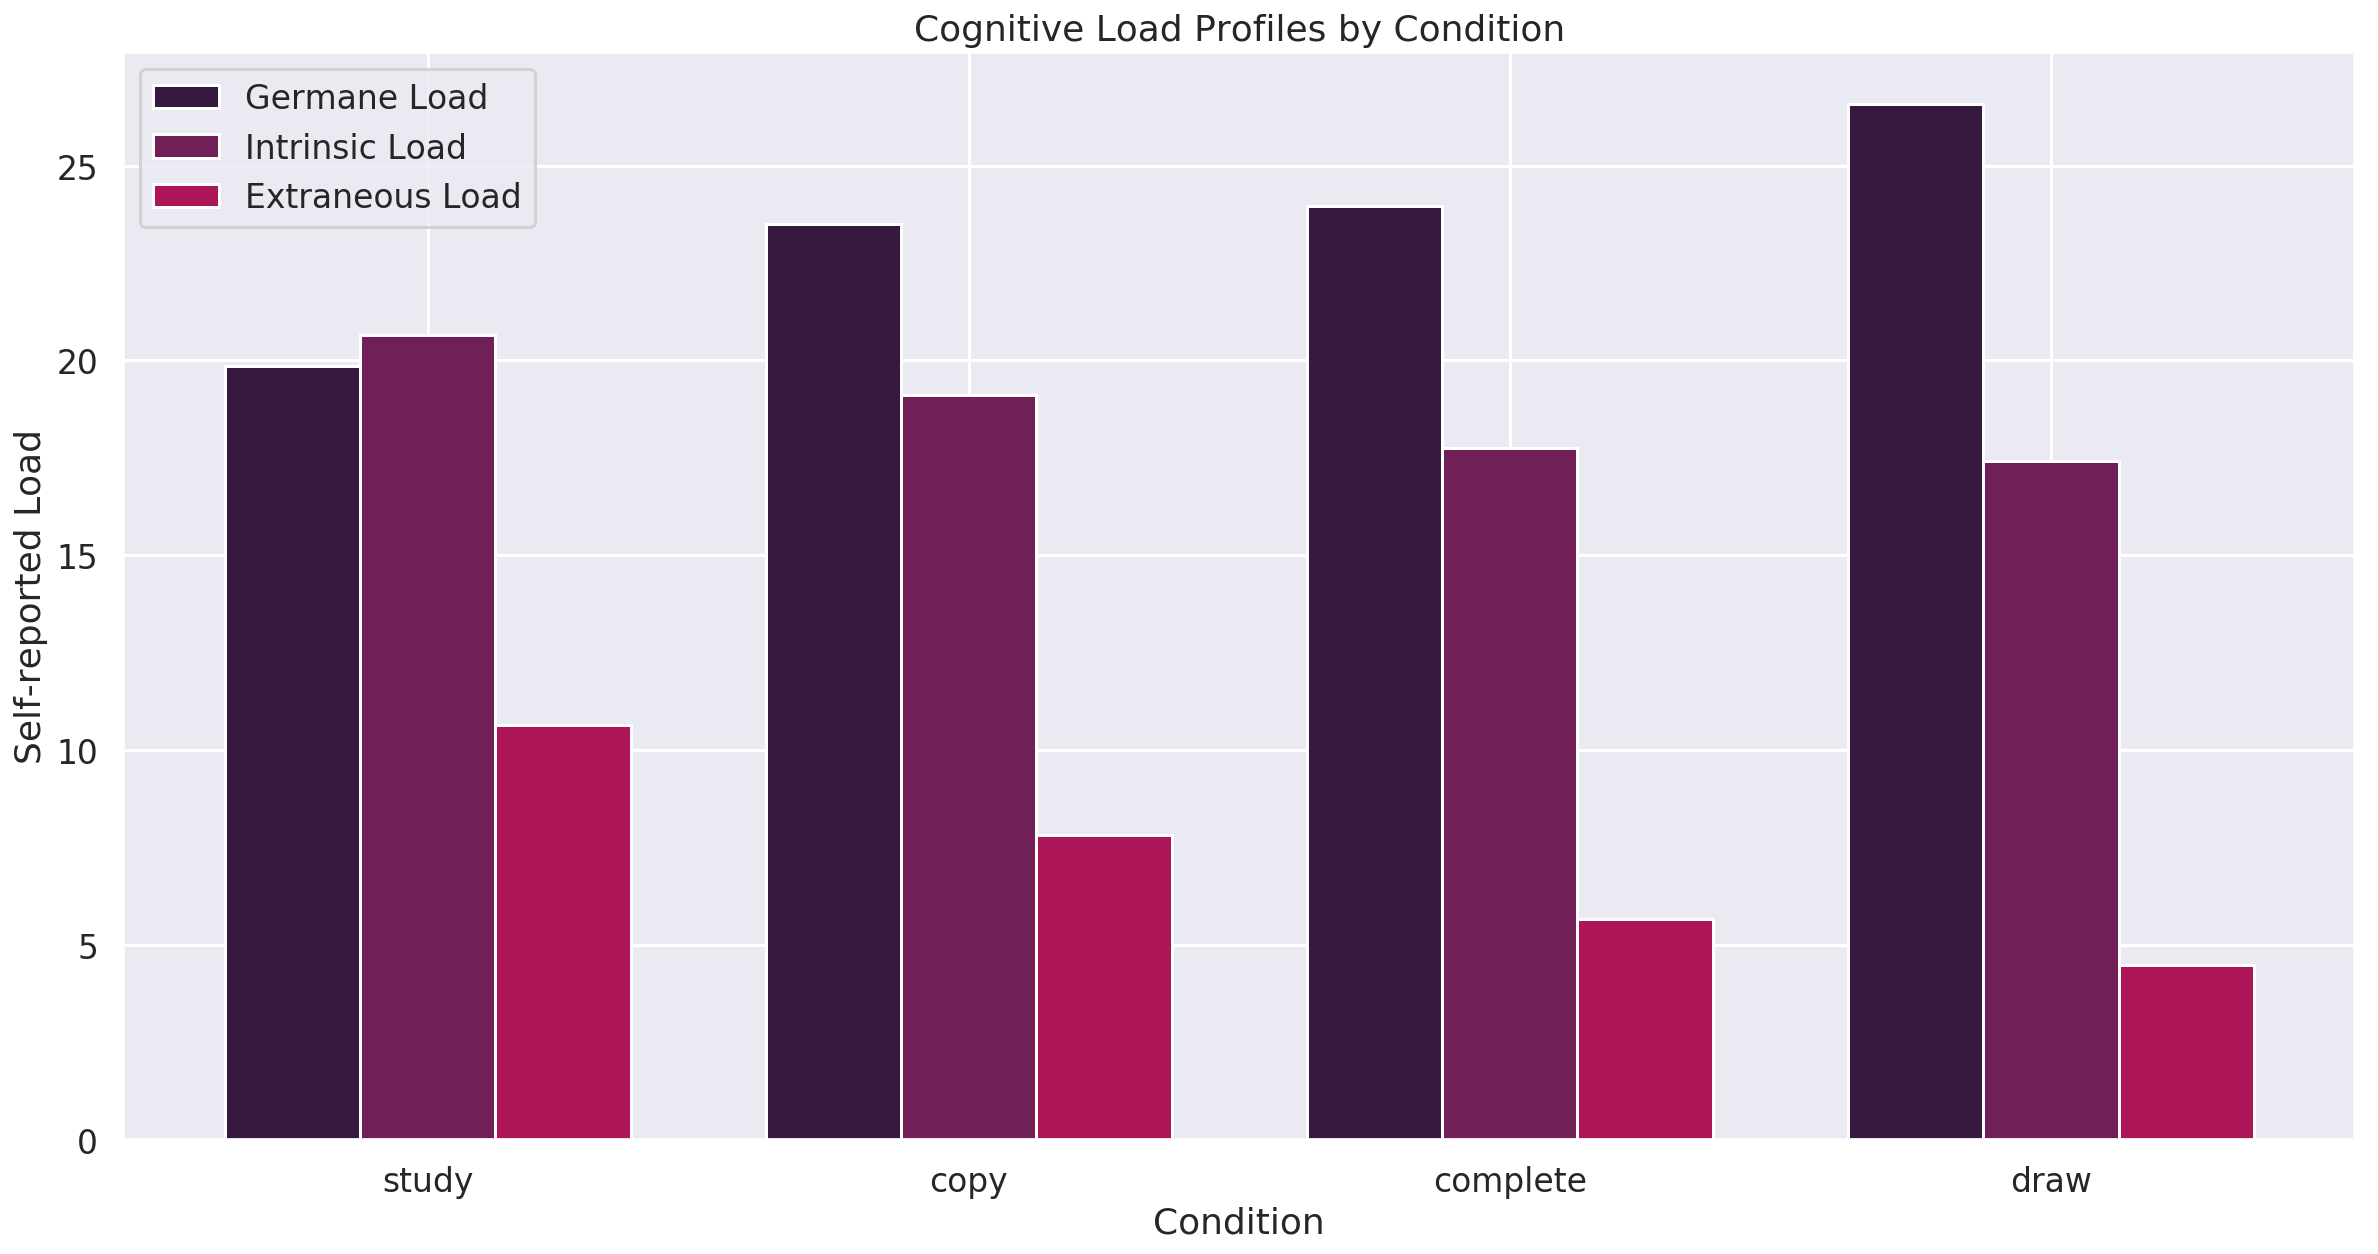 Cognitive Load Profiles by Condition
Germane Load
Intrinsic Load
Extraneous Load
25
20
15
10
5
0
Self-reported Load
study copy complete draw
Condition